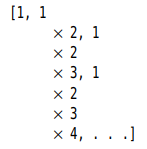 [1, 1
× 2, 1
× 2
× 3, 1
× 2
× 3
× 4, . . .]